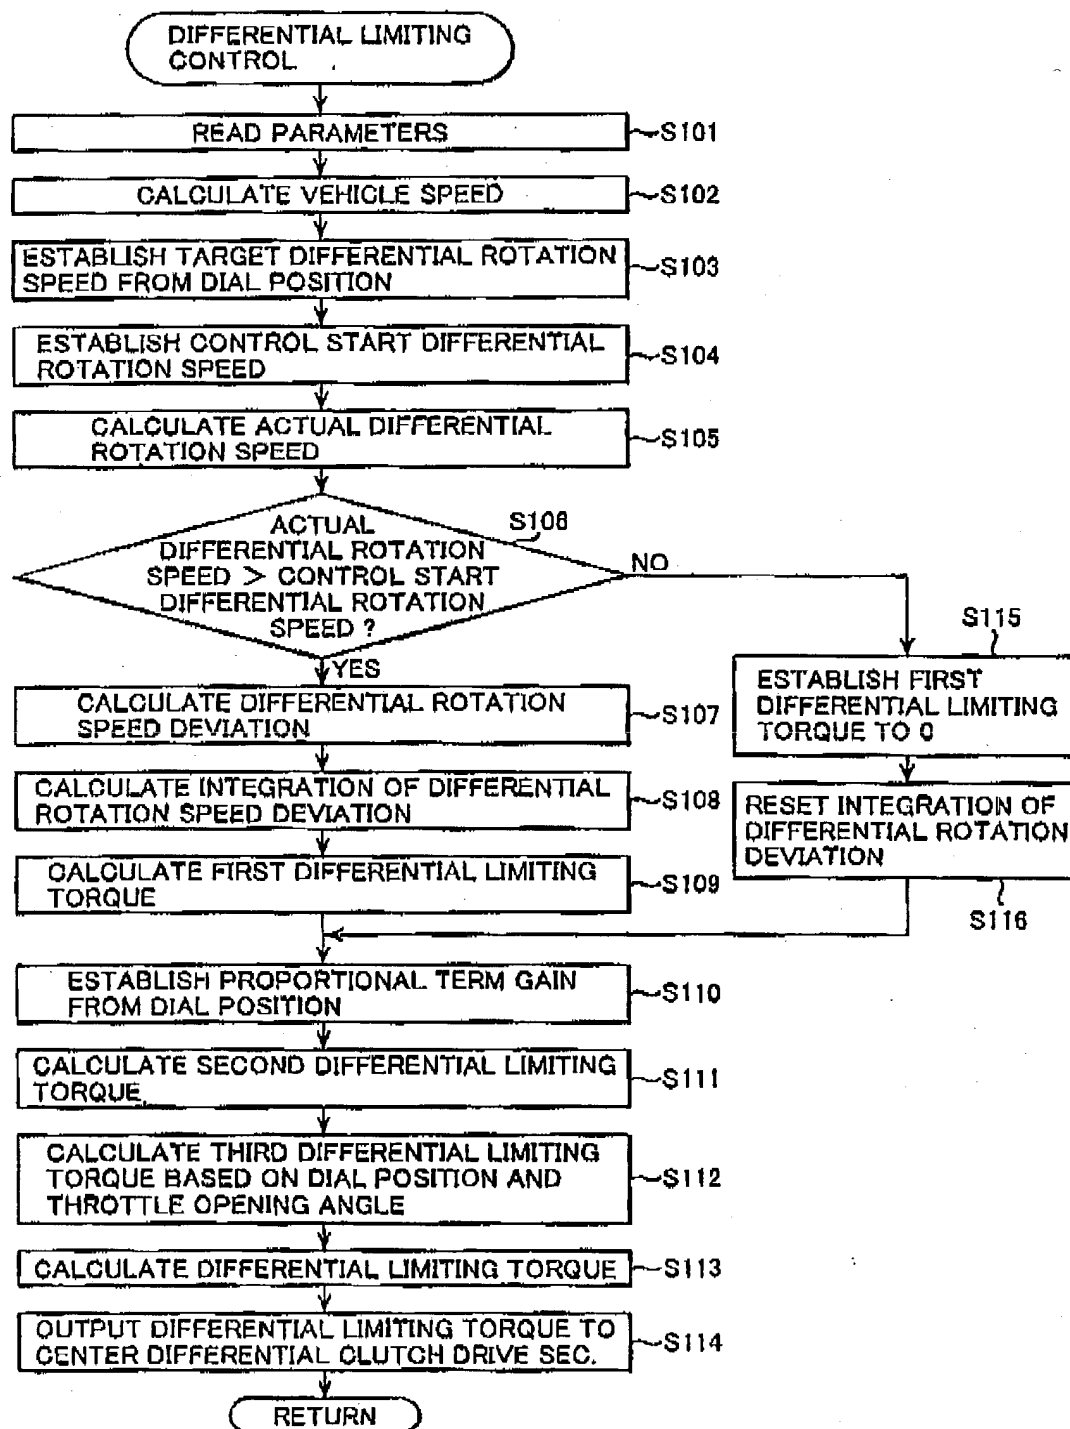 DIFFERENTIAL LIMITING
CONTROL
READ PARAMETERS
S101
CALCULATE VEHICLE SPEED
S102
ESTABLISH TARGET DIFFERENTIAL ROTATION
SPEED FROM DIAL POSITION
S103
ESTABLISH CONTROL START DIFFERENTIAL
ROTATION SPEED
S104
CALCULATE ACTUAL DIFFERENTIAL
ROTATION SPEED
S105
ACTUAL
DIFFERENTIAL ROTATION
SPEED > CONTROL START
DIFFERENTIAL ROTATION
SPEED ?
S106
NO
YES
CALCULATE DIFFERENTIAL ROTATION
SPEED DEVIATION
S107
CALCULATE INTEGRATION OF DIFFERENTIAL
ROTATION SPEED DEVIATION
S108
CALCULATE FIRST DIFFERENTIAL LIMITING
TORQUE
S109
S115
ESTABLISH FIRST
DIFFERENTIAL LIMITING
TORQUE TO 0
RESET INTEGRATION OF
DIFFERENTIAL ROTATION
DEVIATION
S116
ESTABLISH PROPORTIONAL TERM GAIN
FROM DIAL POSITION
S110
CALCULATE SECOND DIFFERENTIAL LIMITING
TORQUE.
S111
CALCULATE THIRD DIFFERENTIAL LIMITING
TORQUE BASED ON DIAL POSITION AND
THROTTLE OPENING ANGLE
S112
CALCULATE DIFFERENTIAL LIMITING TORQUE
S113
OUTPUT DIFFERENTIAL LIMITING TORQUE TO
CENTER DIFFERENTIAL CLUTCH DRIVE SEC.
S114
RETURN